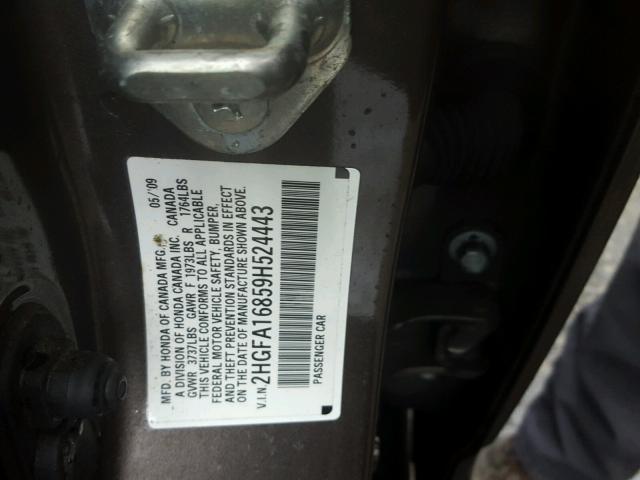 MFD. BY HONDA OF CANADA MFG. 05/'09
A DIVISION OF HONDA CANADA INC. CANADA
GVWR 3737LBS GAWR F 1973LBS R 1764LBS
THIS VEHICLE CONFORMS TO ALL APPLICABLE
FEDERAL MOTOR VEHICLE SAFETY, BUMPER,
AND THEFT PREVENTION STANDARDS IN EFFECT
ON THE DATE OF MANUFACTURE SHOWN ABOVE.
V.I.N. 2HGFA16859H524443
PASSENGER CAR